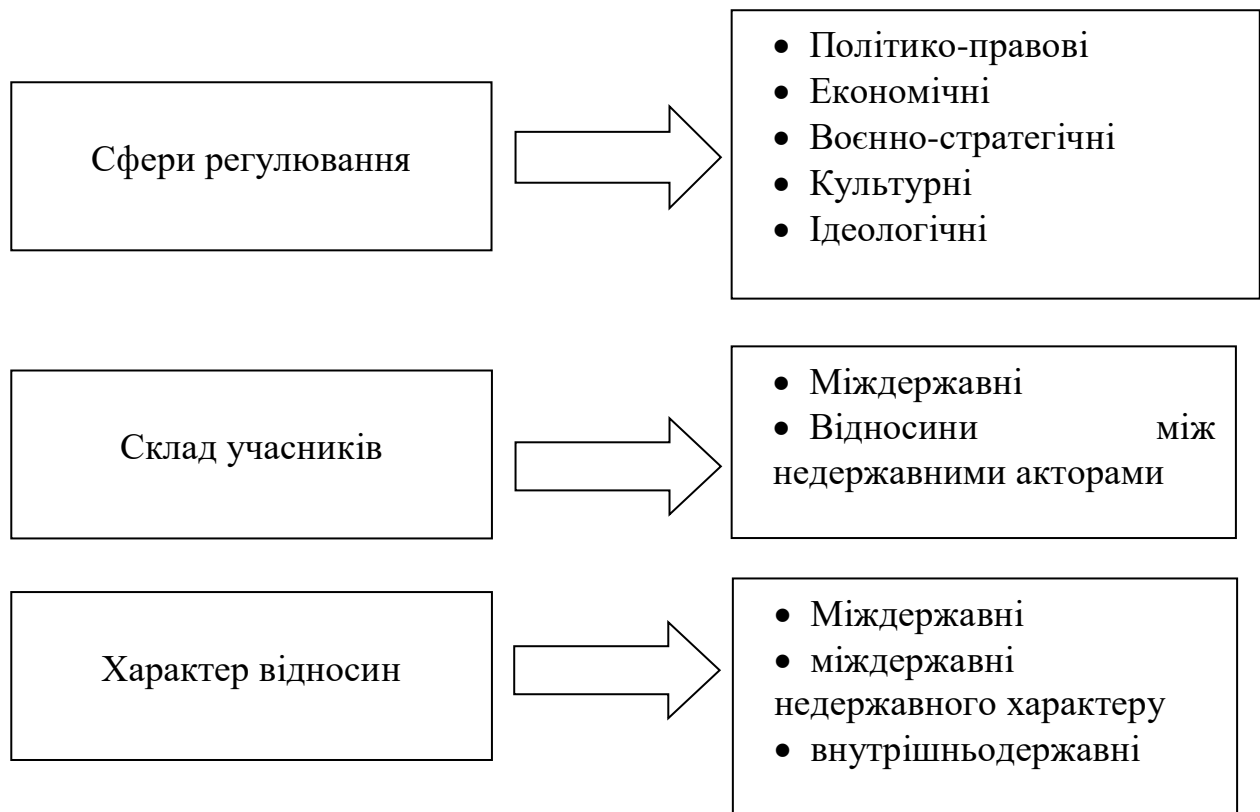 Сфери регулювання
• Політико-правові
• Економічні
• Воєнно-стратегічні
• Культурні
• Ідеологічні
Склад учасників
• Міждержавні
• Відносини між
недержавними акторами
Характер відносин
• Міждержавні
• міждержавні
недержавного характеру
• внутрішньодержавні